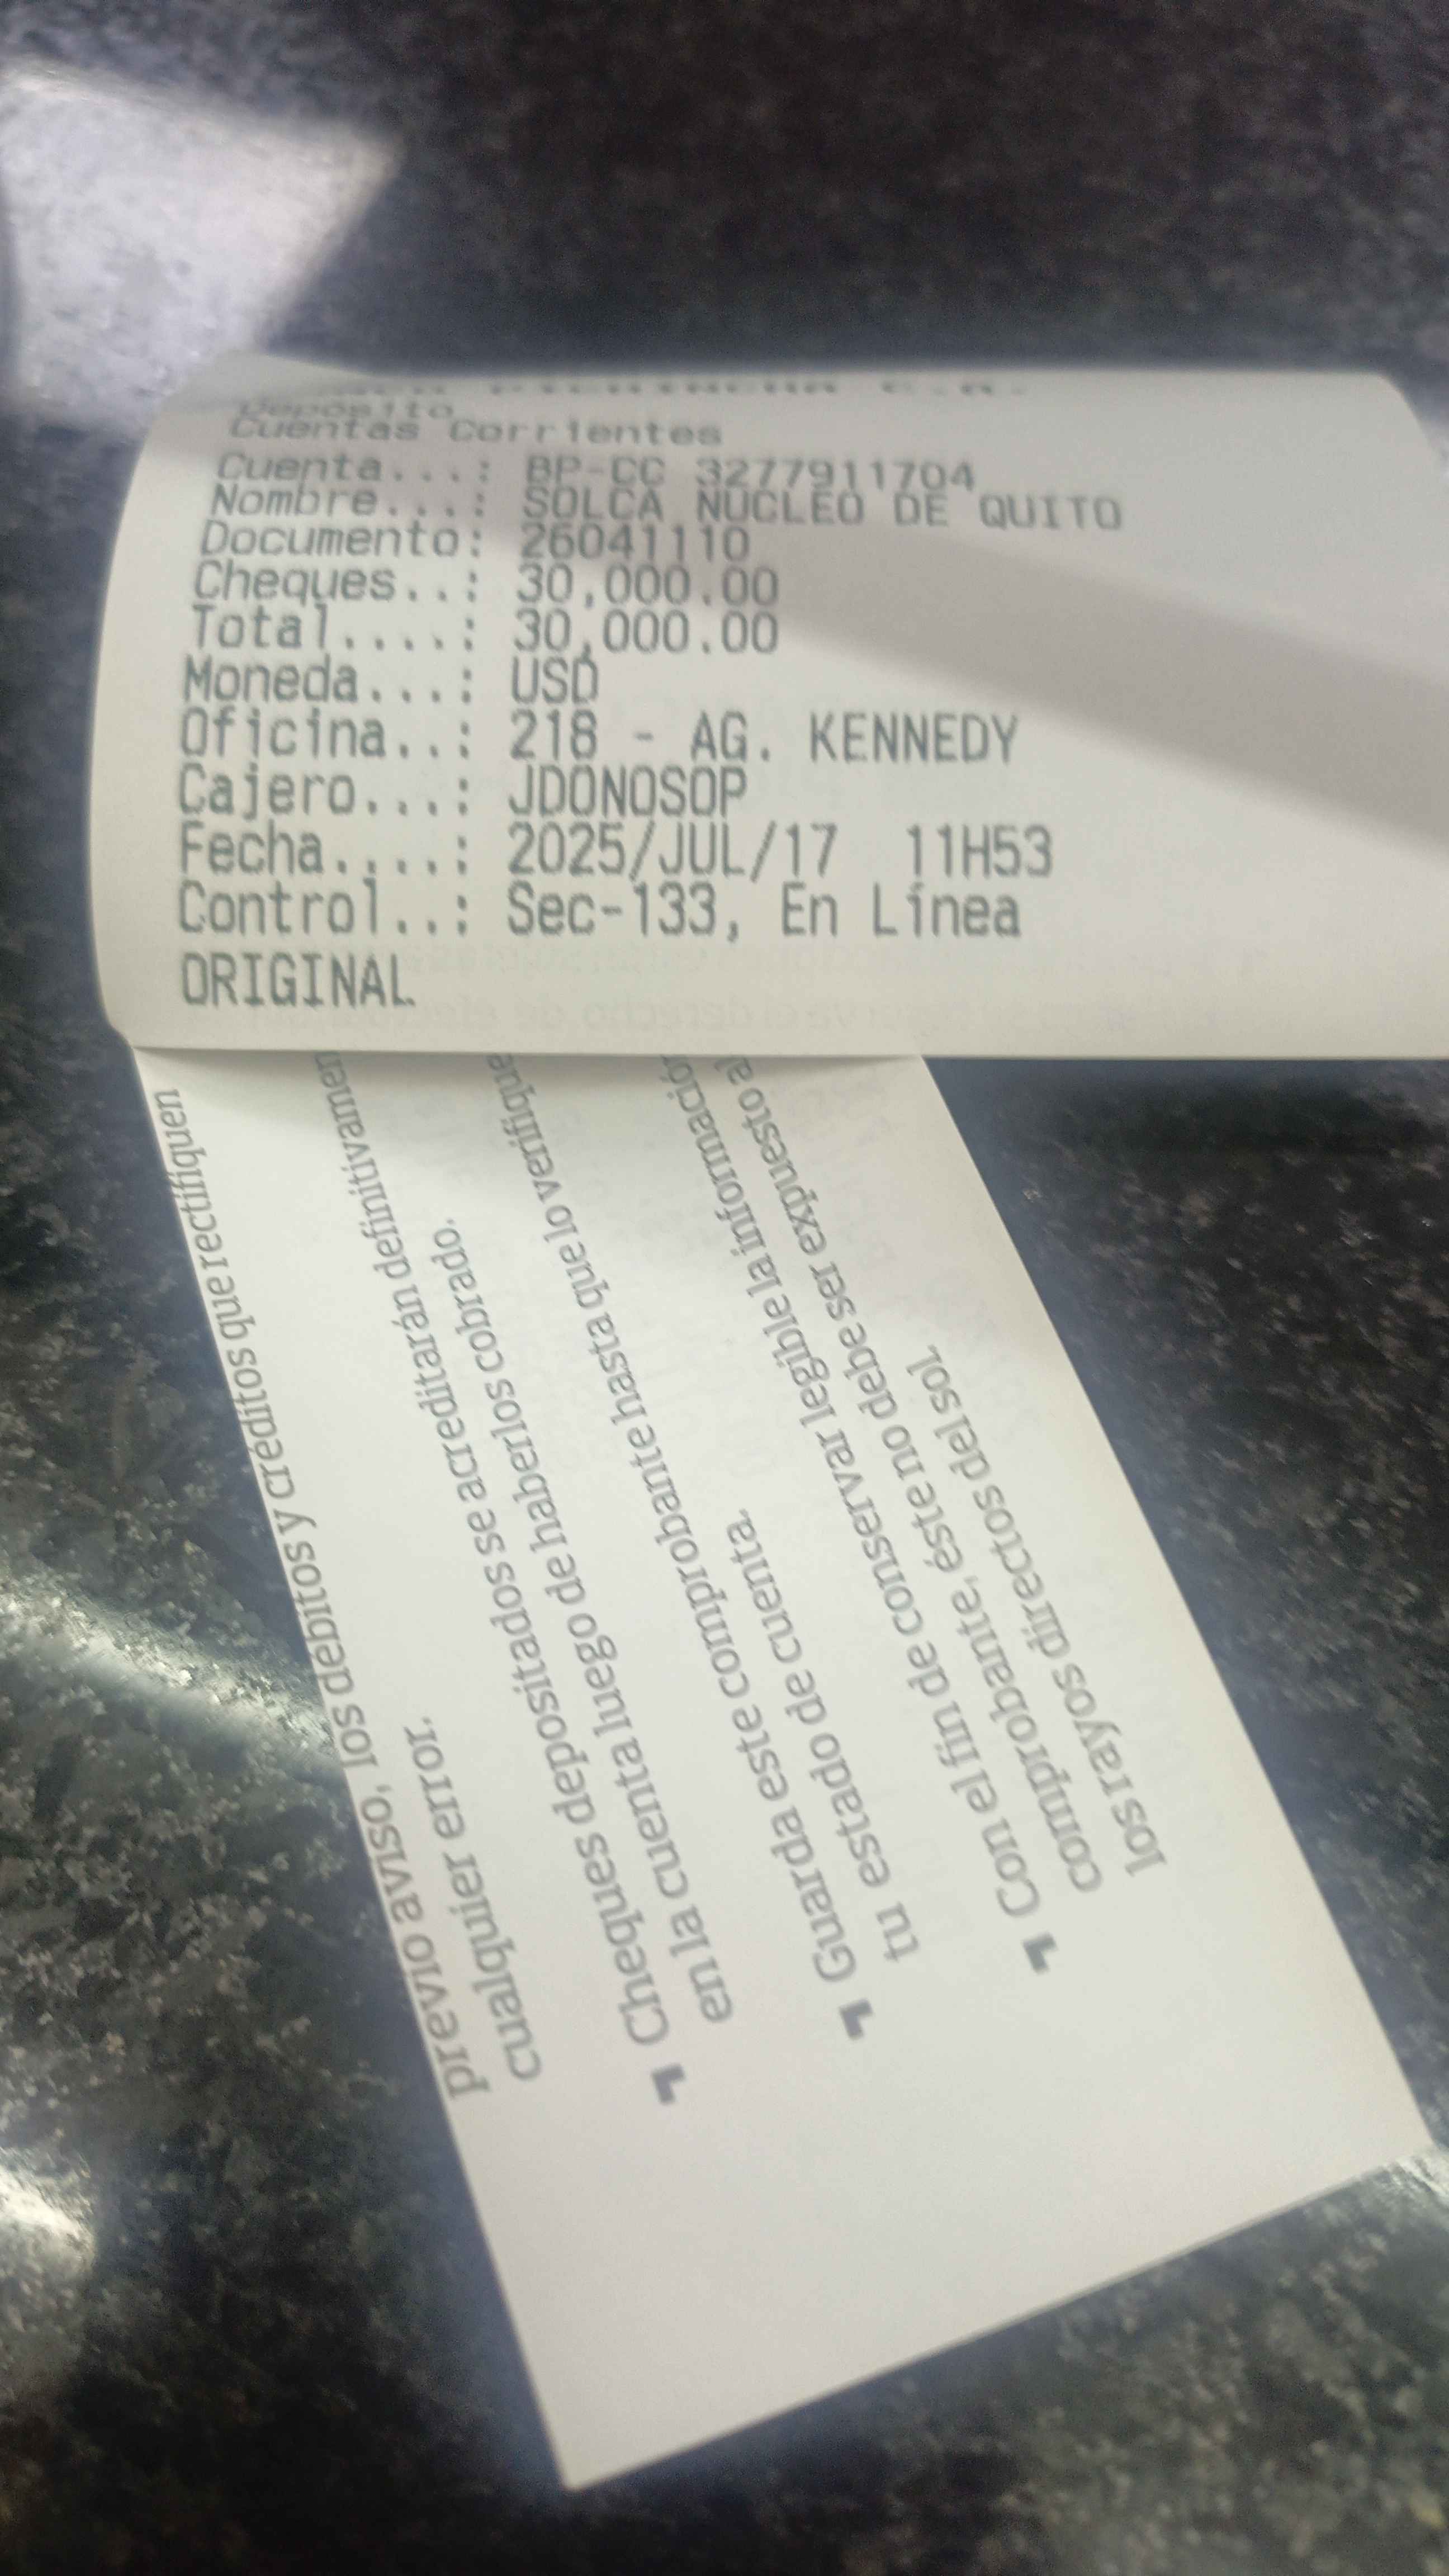 Depósito
Cuentas Corrientes
Cuenta...: BP-CC 3277911704
Nombre...: SOLCA NUCLEO DE QUITO
Documento: 26041110
Cheques..: 30,000.00
Total....: 30,000.00
Moneda...: USD
Oficina..: 218 - AG. KENNEDY
Cajero...: JDONOSOP
Fecha....: 2025/JUL/17 11H53
Control..: Sec-133, En Línea
ORIGINAL
previo aviso, los débitos y créditos que rectifiquen
cualquier error.
Cheques depositados se acreditarán definitivamen
en la cuenta luego de haberlos cobrado.
Guarda este comprobante hasta que lo verifique
tu estado de cuenta.
Con el fin de conservar legible la informació
comprobante, éste no debe ser expuesto al
los rayos directos del sol.